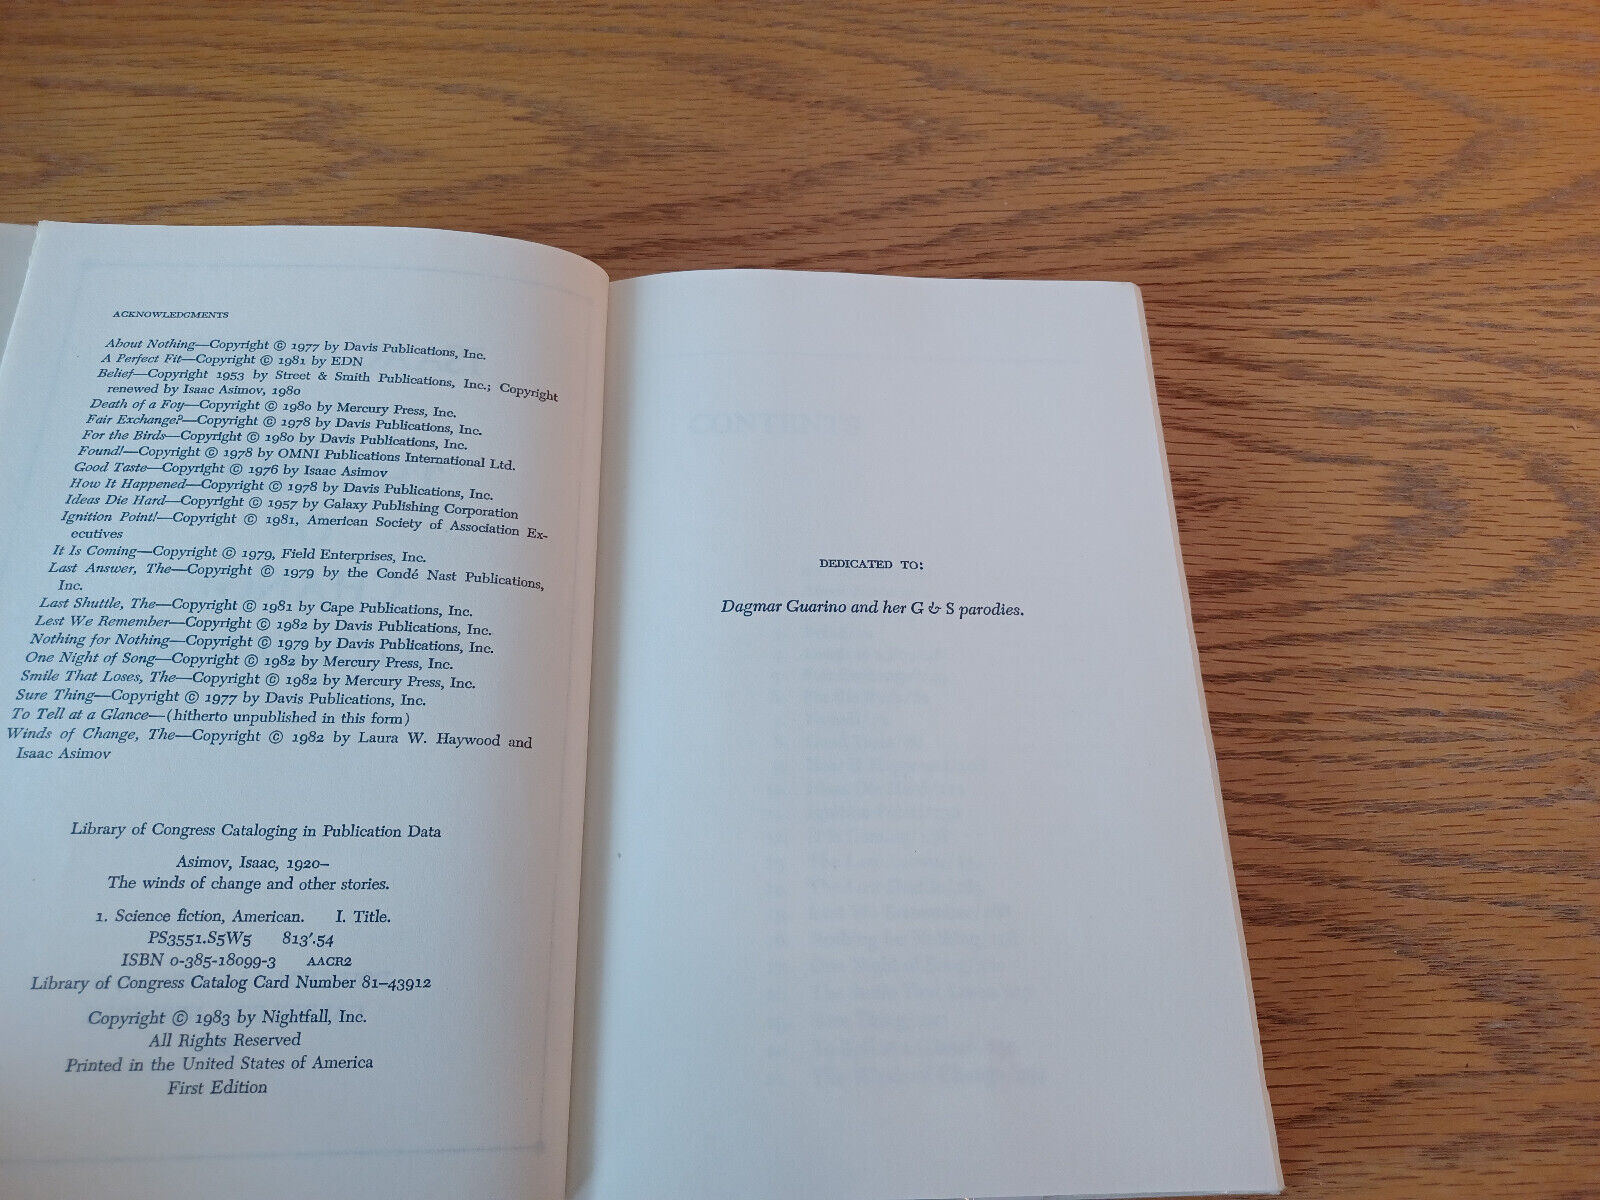 ACKNOWLEDGMENTS
About Nothing—Copyright © 1977 by Davis Publications, Inc.
A Perfect Fit—Copyright © 1981 by EDN
Belief—Copyright 1953 by Street & Smith Publications, Inc.; Copyright
renewed by Isaac Asimov, 1980
Death of a Foy—Copyright © 1980 by Mercury Press, Inc.
Fair Exchange?—Copyright © 1978 by Davis Publications, Inc.
For the Birds—Copyright © 1980 by Davis Publications, Inc.
Found!—Copyright © 1978 by OMNI Publications International Ltd.
Good Taste—Copyright © 1976 by Isaac Asimov
How It Happened—Copyright © 1978 by Davis Publications, Inc.
Ideas Die Hard—Copyright © 1957 by Galaxy Publishing Corporation
Ignition Point!—Copyright © 1981, American Society of Association Ex-
ecutives
It Is Coming—Copyright © 1979, Field Enterprises, Inc.
Last Answer, The—Copyright © 1979 by the Condé Nast Publications,
Inc.
Last Shuttle, The—Copyright © 1981 by Cape Publications, Inc.
Lest We Remember—Copyright © 1982 by Davis Publications, Inc.
Nothing for Nothing—Copyright © 1979 by Davis Publications, Inc.
One Night of Song—Copyright © 1982 by Mercury Press, Inc.
Smile That Loses, The—Copyright © 1982 by Mercury Press, Inc.
Sure Thing—Copyright © 1977 by Davis Publications, Inc.
To Tell at a Glance—(hitherto unpublished in this form)
Winds of Change, The—Copyright © 1982 by Laura W. Haywood and
Isaac Asimov
Library of Congress Cataloging in Publication Data
Asimov, Isaac, 1920–
The winds of change and other stories.
1. Science fiction, American. I. Title.
PS3551.S5W5 813'.54
ISBN 0-385-18099-3 AACR2
Library of Congress Catalog Card Number 81–43912
Copyright © 1983 by Nightfall, Inc.
All Rights Reserved
Printed in the United States of America
First Edition
DEDICATED TO:
Dagmar Guarino and her G & S parodies.